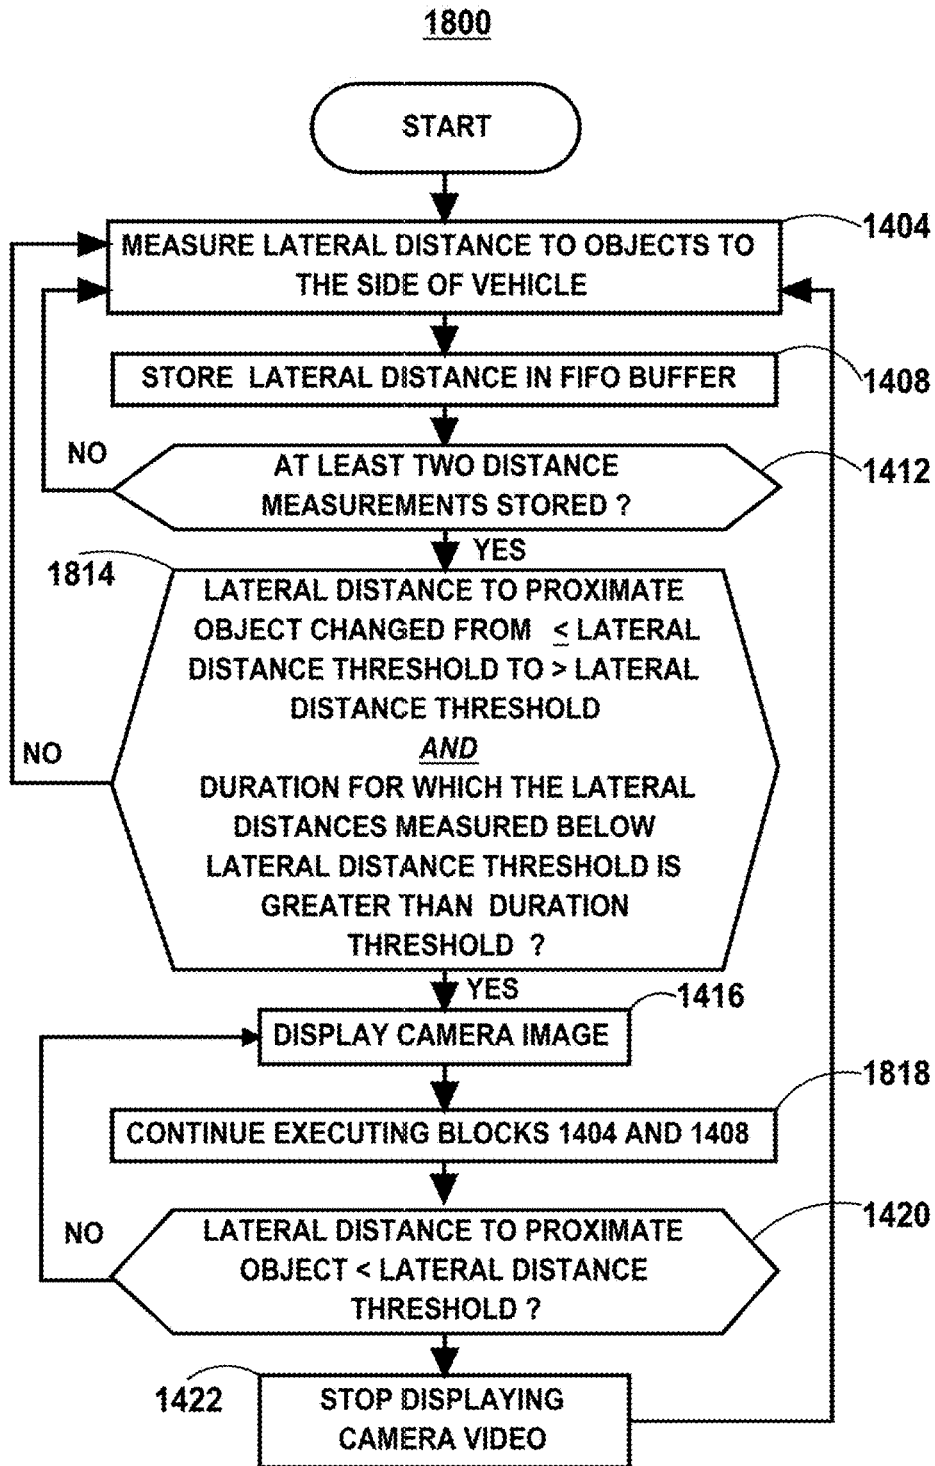 1800
START
1404
MEASURE LATERAL DISTANCE TO OBJECTS TO
THE SIDE OF VEHICLE
1408
STORE LATERAL DISTANCE IN FIFO BUFFER
NO
1412
AT LEAST TWO DISTANCE
MEASUREMENTS STORED ?
YES
1814
LATERAL DISTANCE TO PROXIMATE
OBJECT CHANGED FROM ≤ LATERAL
DISTANCE THRESHOLD TO > LATERAL
DISTANCE THRESHOLD
AND
NO
DURATION FOR WHICH THE LATERAL
DISTANCES MEASURED BELOW
LATERAL DISTANCE THRESHOLD IS
GREATER THAN DURATION
THRESHOLD ?
YES
1416
DISPLAY CAMERA IMAGE
1818
CONTINUE EXECUTING BLOCKS 1404 AND 1408
NO
1420
LATERAL DISTANCE TO PROXIMATE
OBJECT < LATERAL DISTANCE
THRESHOLD ?
1422
STOP DISPLAYING
CAMERA VIDEO